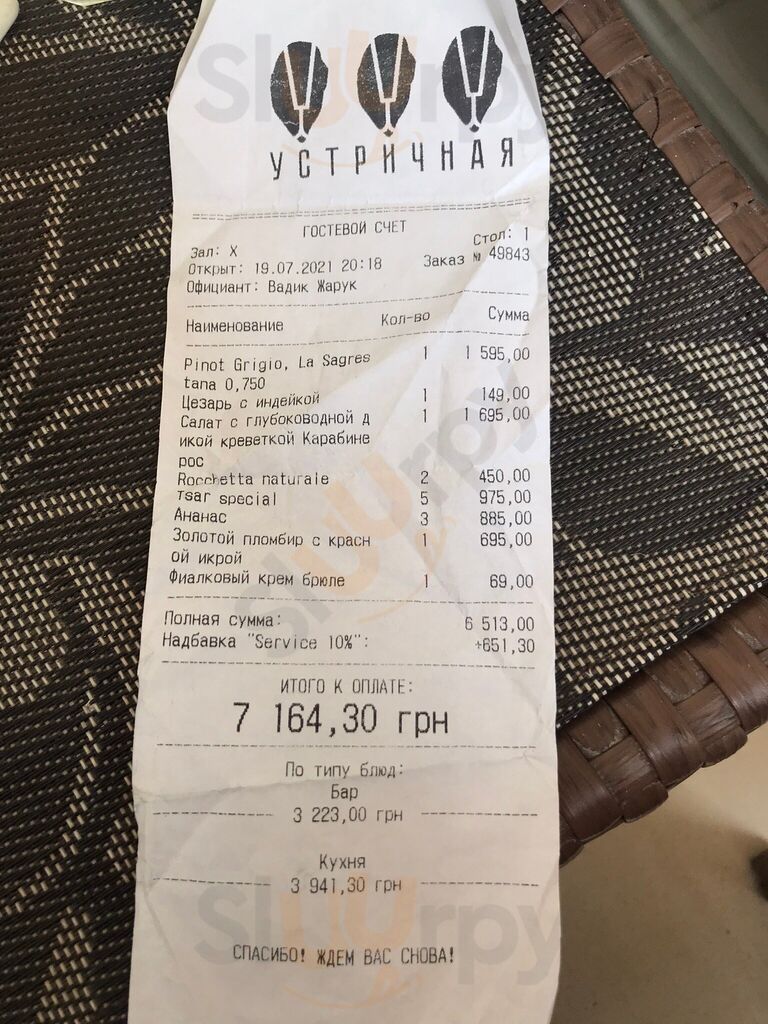 УСТРИЧНАЯ
ГОСТЕВОЙ СЧЕТ
Зал: X Стол: 1
Открыт: 19.07.2021 20:18 Заказ № 49843
Официант: Вадик Жарук
Наименование Кол-во Сумма
Pinot Grigio, La Sagres 1 1 595,00
tana 0,750
Цезарь с индейкой 1 149,00
Салат с глубоководной д 1 1 695,00
икой креветкой Карабине
рос
Rocchetta naturale 2 450,00
Tsar special 5 975,00
Ананас 3 885,00
Золотой пломбир с красн 1 695,00
ой икрой
Фиалковый крем брюле 1 69,00
Полная сумма: 6 513,00
Надбавка "Service 10%": +651,30
ИТОГО К ОПЛАТЕ:
7 164,30 грн
По типу блюд:
Бар
3 223,00 грн
Кухня
3 941,30 грн
СПАСИБО! ЖДЕМ ВАС СНОВА!
Sluurpy
Sluurpy
Sluurpy